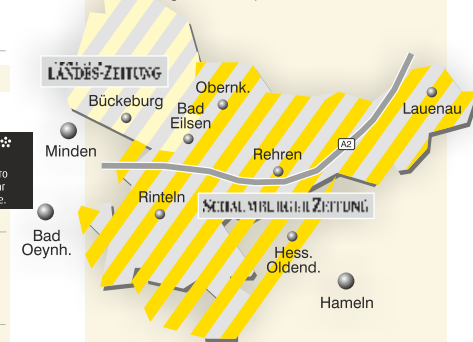 LANDES-ZEITUNG
Obernk.
Bückeburg
Bad
Eilsen
Lauenau
Minden
A2
Rehren
Rinteln
SCHAUMBURGER ZEITUNG
Bad
Oeynh.
Hess.
Oldend.
Hameln